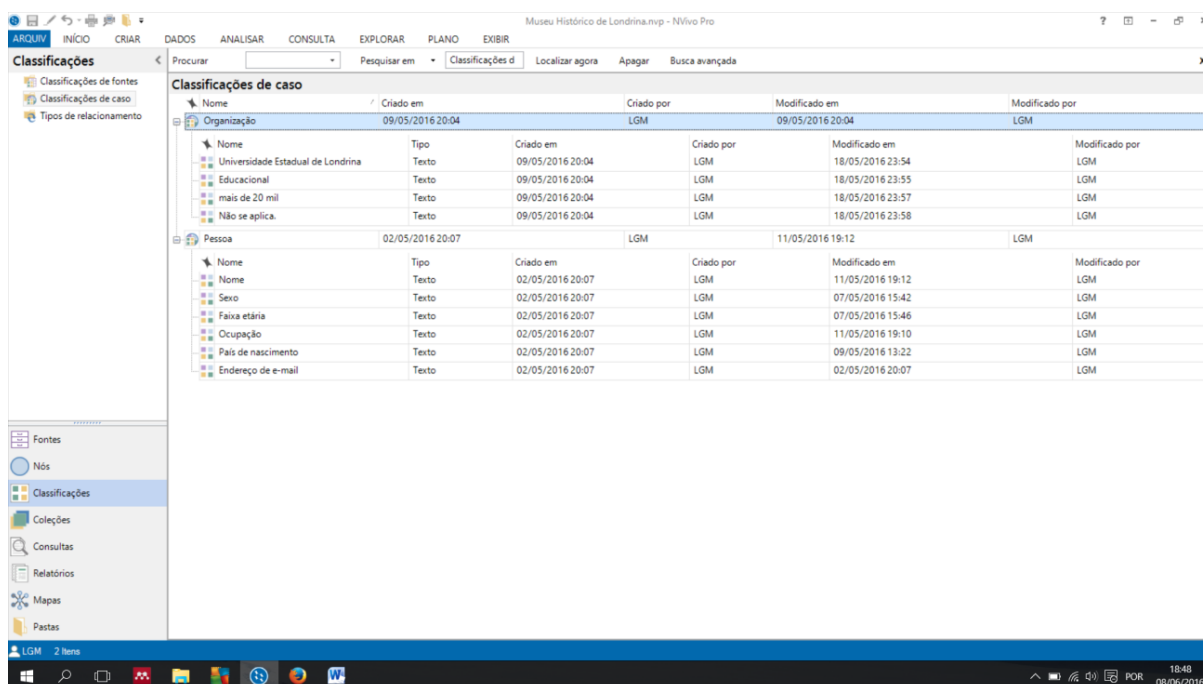 Museu Histórico de Londrina.nvp - NVivo Pro
ARQUIV INÍCIO CRIAR DADOS ANALISAR CONSULTA EXPLORAR PLANO EXIBIR
Classificações
Procurar Pesquisar em Classificações d Localizar agora Apagar Busca avançada
Classificações de fontes
Classificações de caso
Tipos de relacionamento
Classificações de caso
Nome Criado em Criado por Modificado em Modificado por
Organização 09/05/2016 20:04 LGM 09/05/2016 20:04 LGM
Nome Tipo Criado em Criado por Modificado em Modificado por
Universidade Estadual de Londrina Texto 09/05/2016 20:04 LGM 18/05/2016 23:54 LGM
Educacional Texto 09/05/2016 20:04 LGM 18/05/2016 23:55 LGM
mais de 20 mil Texto 09/05/2016 20:04 LGM 18/05/2016 23:57 LGM
Não se aplica. Texto 09/05/2016 20:04 LGM 18/05/2016 23:58 LGM
Pessoa 02/05/2016 20:07 LGM 11/05/2016 19:12 LGM
Nome Tipo Criado em Criado por Modificado em Modificado por
Nome Texto 02/05/2016 20:07 LGM 11/05/2016 19:12 LGM
Sexo Texto 02/05/2016 20:07 LGM 07/05/2016 15:42 LGM
Faixa etária Texto 02/05/2016 20:07 LGM 07/05/2016 15:46 LGM
Ocupação Texto 02/05/2016 20:07 LGM 11/05/2016 19:10 LGM
País de nascimento Texto 02/05/2016 20:07 LGM 09/05/2016 13:22 LGM
Endereço de e-mail Texto 02/05/2016 20:07 LGM 02/05/2016 20:07 LGM
Fontes
Nós
Classificações
Coleções
Consultas
Relatórios
Mapas
Pastas
LGM 2 Itens
POR 18:48
08/06/2016